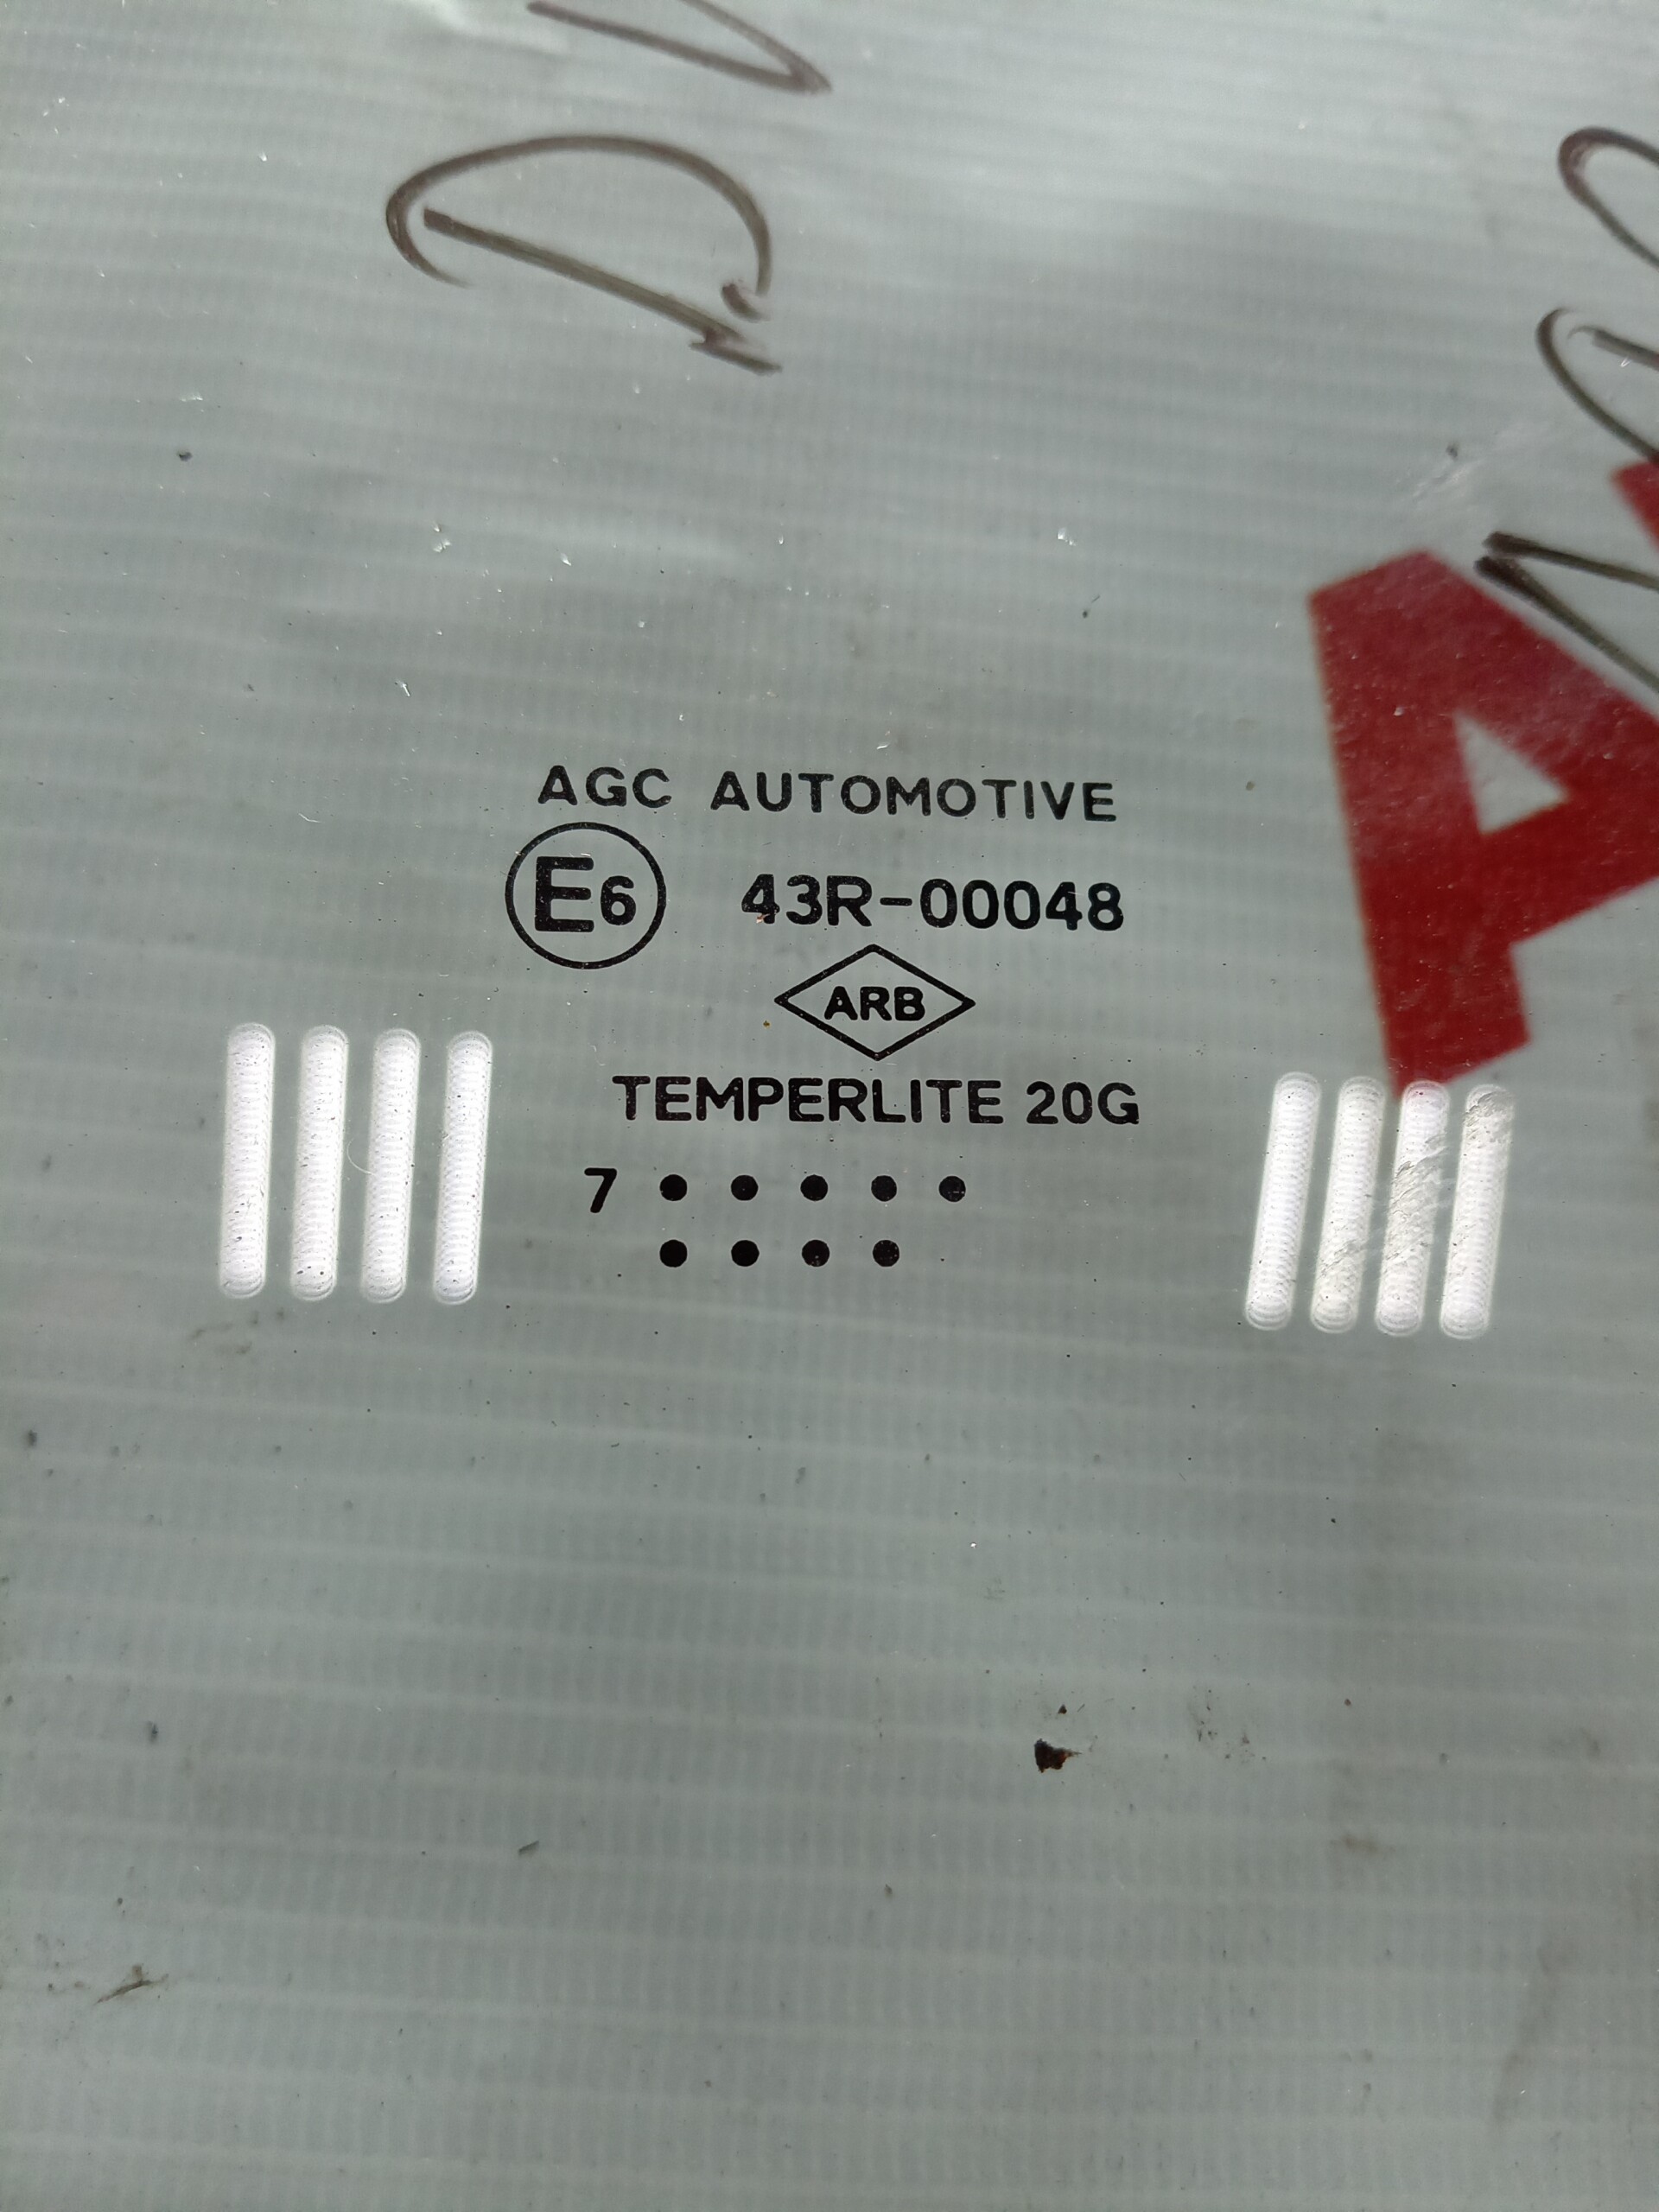 AGC AUTOMOTIVE
E6 43R-00048
ARB
TEMPERLITE 20G
7 • • • • •
• • • •